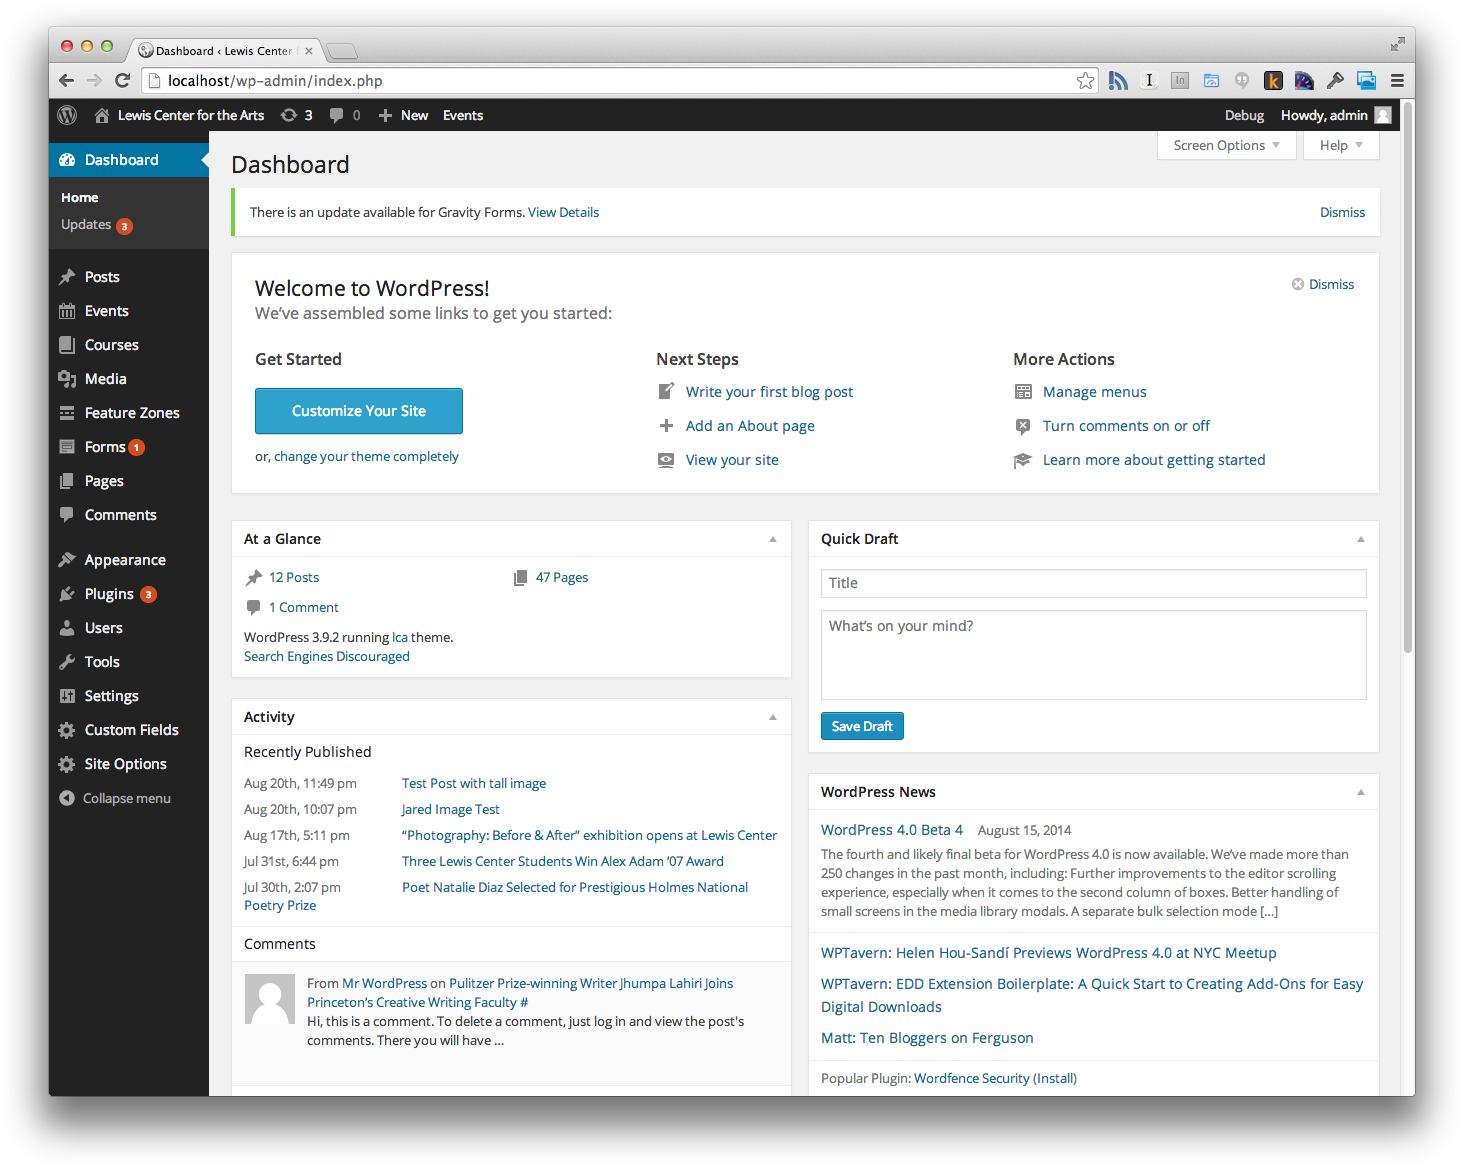 Dashboard ‹ Lewis Center
localhost/wp-admin/index.php
Lewis Center for the Arts 3 0 New Events Debug Howdy, admin
Dashboard
Home
Updates 3
Posts
Events
Courses
Media
Feature Zones
Forms 1
Pages
Comments
Appearance
Plugins 3
Users
Tools
Settings
Custom Fields
Site Options
Collapse menu
Screen Options Help
Dashboard
There is an update available for Gravity Forms. View Details Dismiss
Welcome to WordPress!
Dismiss
We've assembled some links to get you started:
Get Started
Customize Your Site
or, change your theme completely
Next Steps
Write your first blog post
Add an About page
View your site
More Actions
Manage menus
Turn comments on or off
Learn more about getting started
At a Glance
12 Posts 47 Pages
1 Comment
WordPress 3.9.2 running lca theme.
Search Engines Discouraged
Activity
Recently Published
Aug 20th, 11:49 pm Test Post with tall image
Aug 20th, 10:07 pm Jared Image Test
Aug 17th, 5:11 pm “Photography: Before & After” exhibition opens at Lewis Center
Jul 31st, 6:44 pm Three Lewis Center Students Win Alex Adam ’07 Award
Jul 30th, 2:07 pm Poet Natalie Diaz Selected for Prestigious Holmes National
Poetry Prize
Comments
From Mr WordPress on Pulitzer Prize-winning Writer Jhumpa Lahiri Joins
Princeton’s Creative Writing Faculty #
Hi, this is a comment. To delete a comment, just log in and view the post's
comments. There you will have ...
Quick Draft
Title
What’s on your mind?
Save Draft
WordPress News
WordPress 4.0 Beta 4 August 15, 2014
The fourth and likely final beta for WordPress 4.0 is now available. We’ve made more than
250 changes in the past month, including: Further improvements to the editor scrolling
experience, especially when it comes to the second column of boxes. Better handling of
small screens in the media library modals. A separate bulk selection mode [...]
WPTavern: Helen Hou-Sandí Previews WordPress 4.0 at NYC Meetup
WPTavern: EDD Extension Boilerplate: A Quick Start to Creating Add-Ons for Easy
Digital Downloads
Matt: Ten Bloggers on Ferguson
Popular Plugin: Wordfence Security (Install)